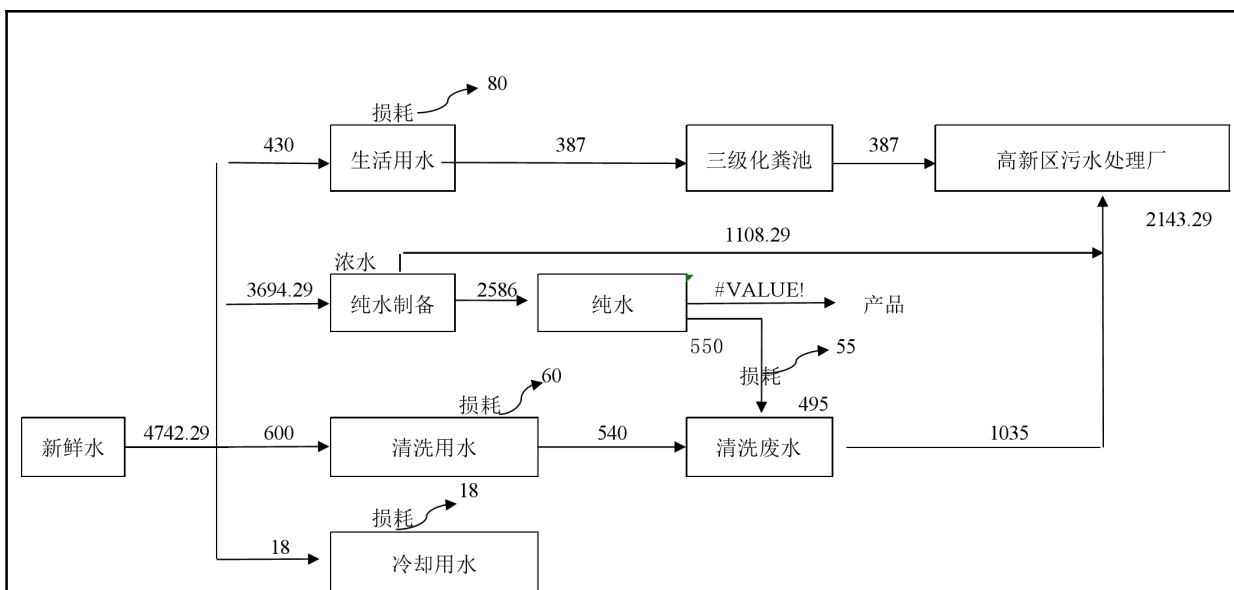 80
损耗
430
生活用水
387
三级化粪池
387
高新区污水处理厂
2143.29
1108.29
浓水
3694.29
纯水制备
2586
纯水
#VALUE!
产品
550
55
损耗
60
损耗
495
新鲜水
4742.29
600
清洗用水
540
清洗废水
1035
18
损耗
18
冷却用水